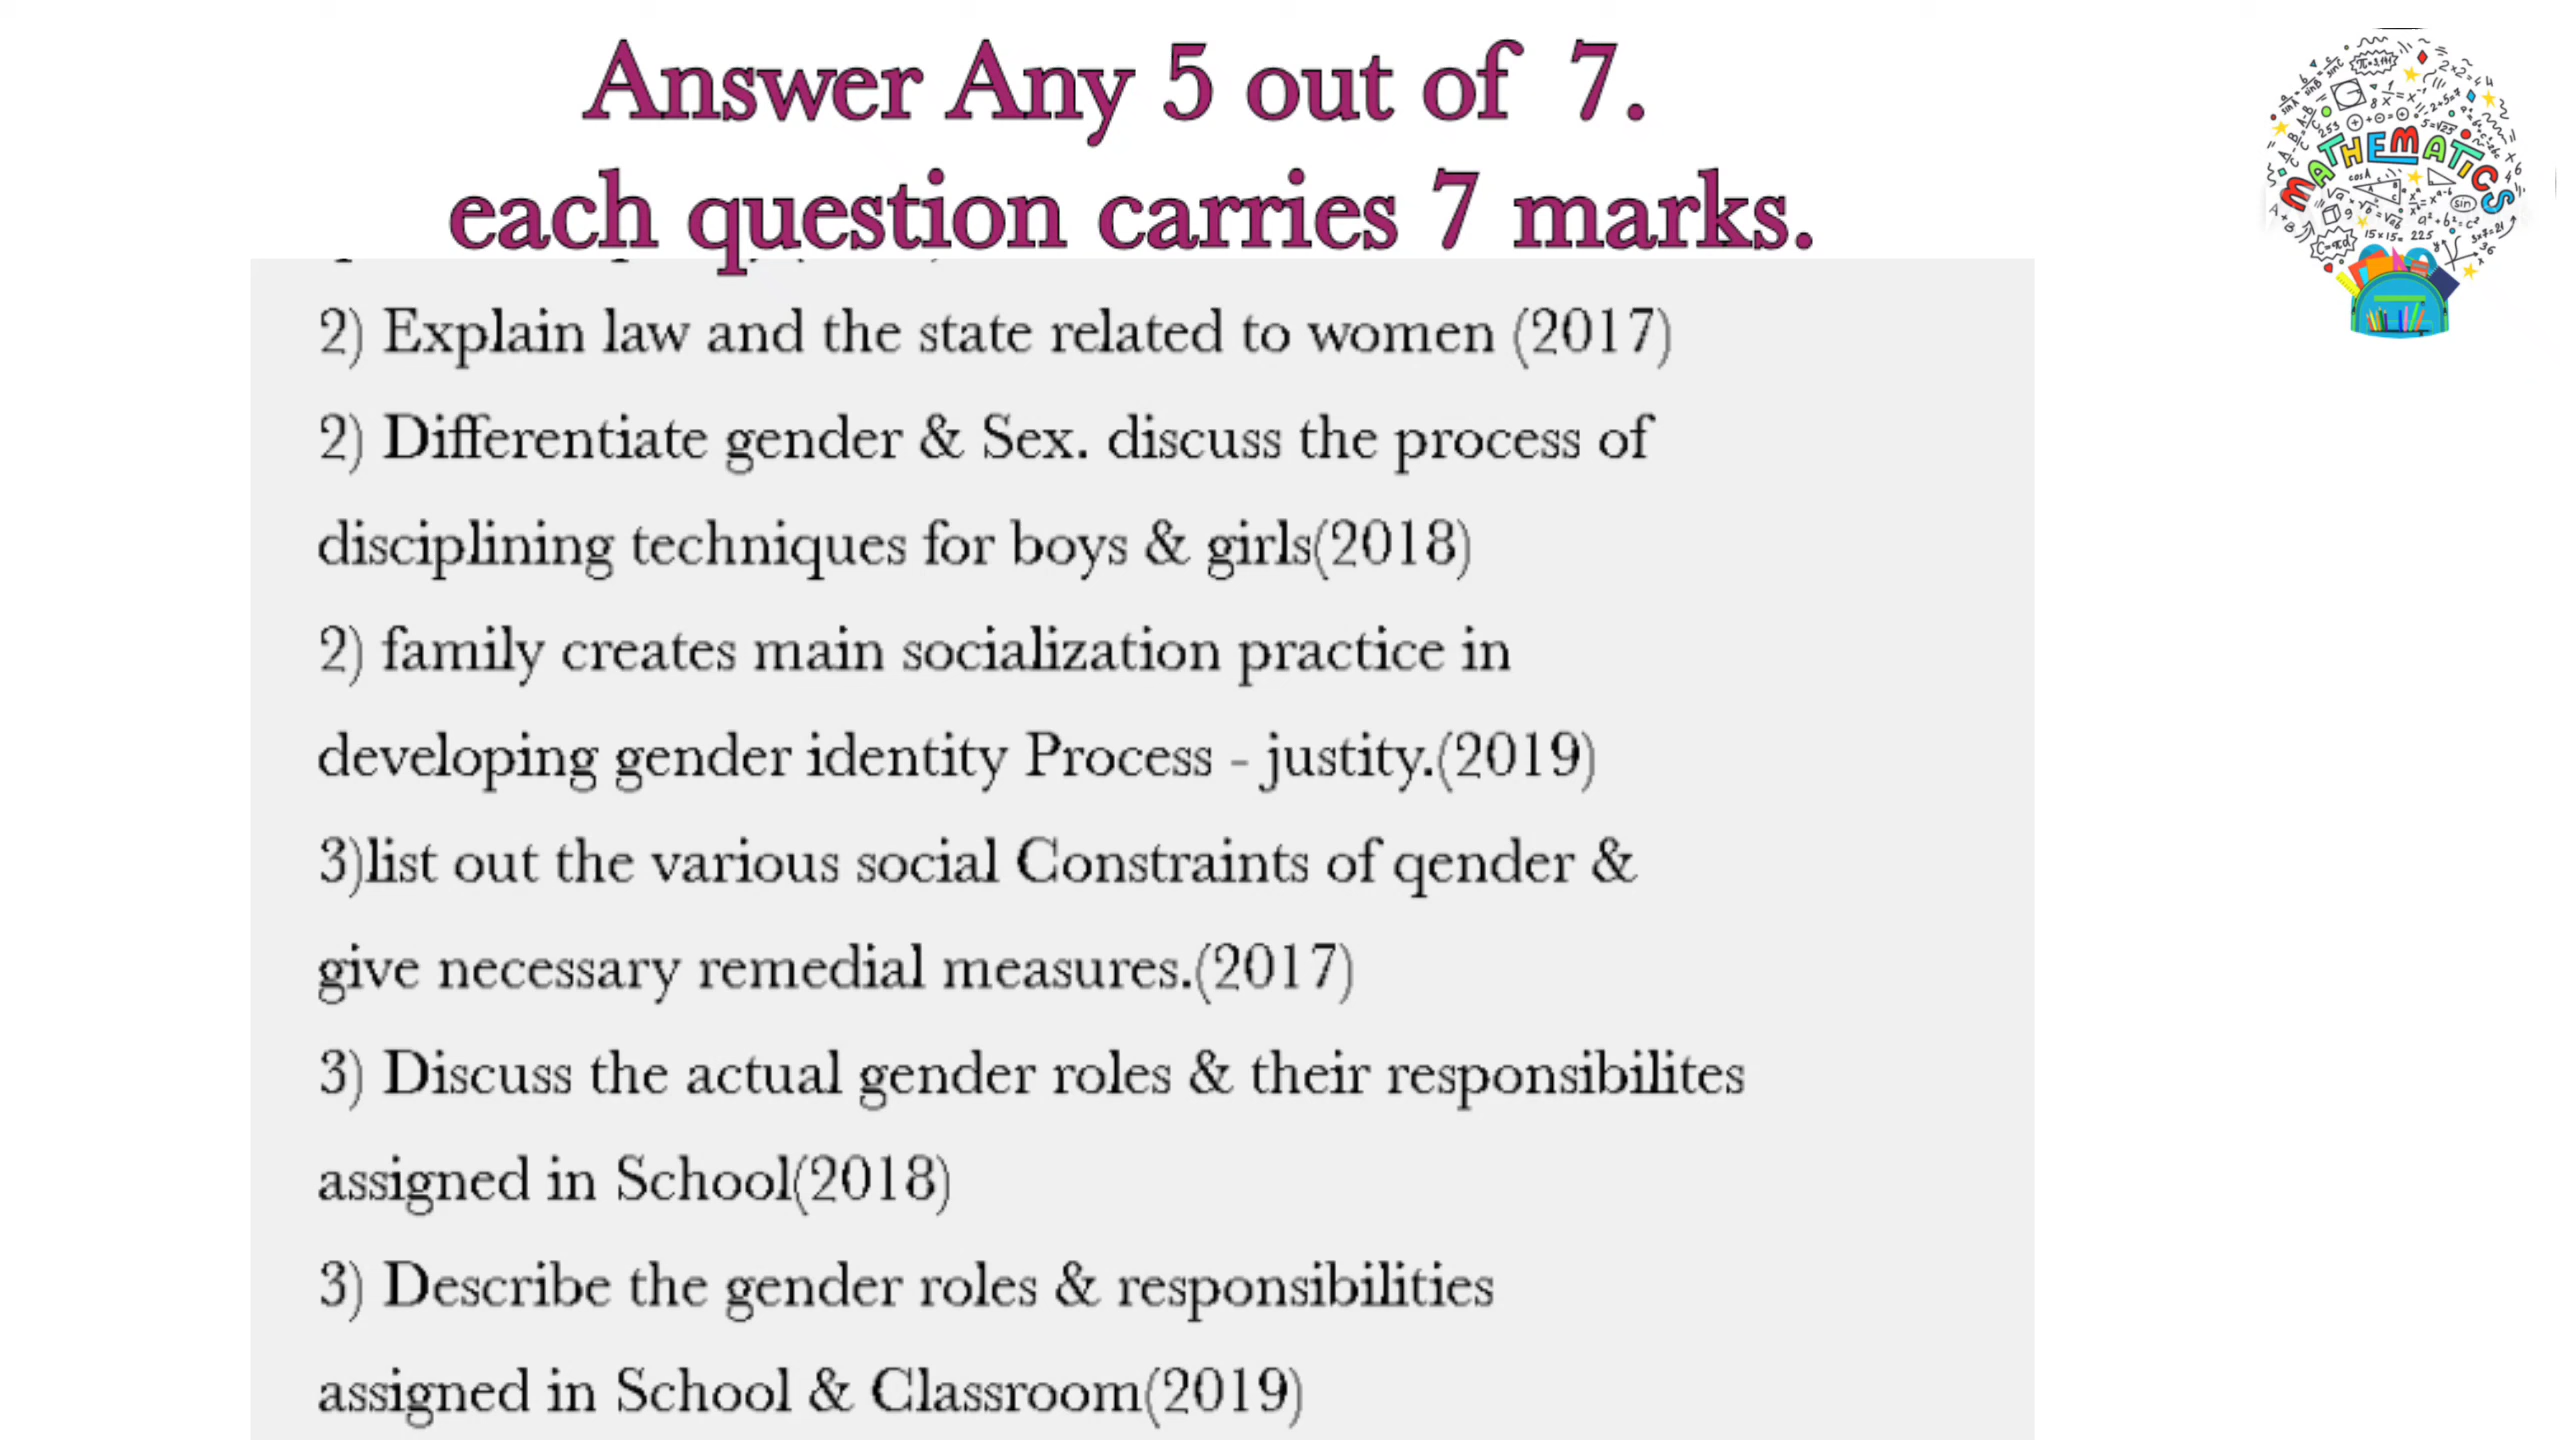 Answer Any 5 out of 7.
each question carries 7 marks.
MATHEMATICS
2) Explain law and the state related to women (2017)
2) Differentiate gender & Sex. discuss the process of
disciplining techniques for boys & girls(2018)
2) family creates main socialization practice in
developing gender identity Process - justity.(2019)
3)list out the various social Constraints of qender &
give necessary remedial measures.(2017)
3) Discuss the actual gender roles & their responsibilites
assigned in School(2018)
3) Describe the gender roles & responsibilities
assigned in School & Classroom(2019)